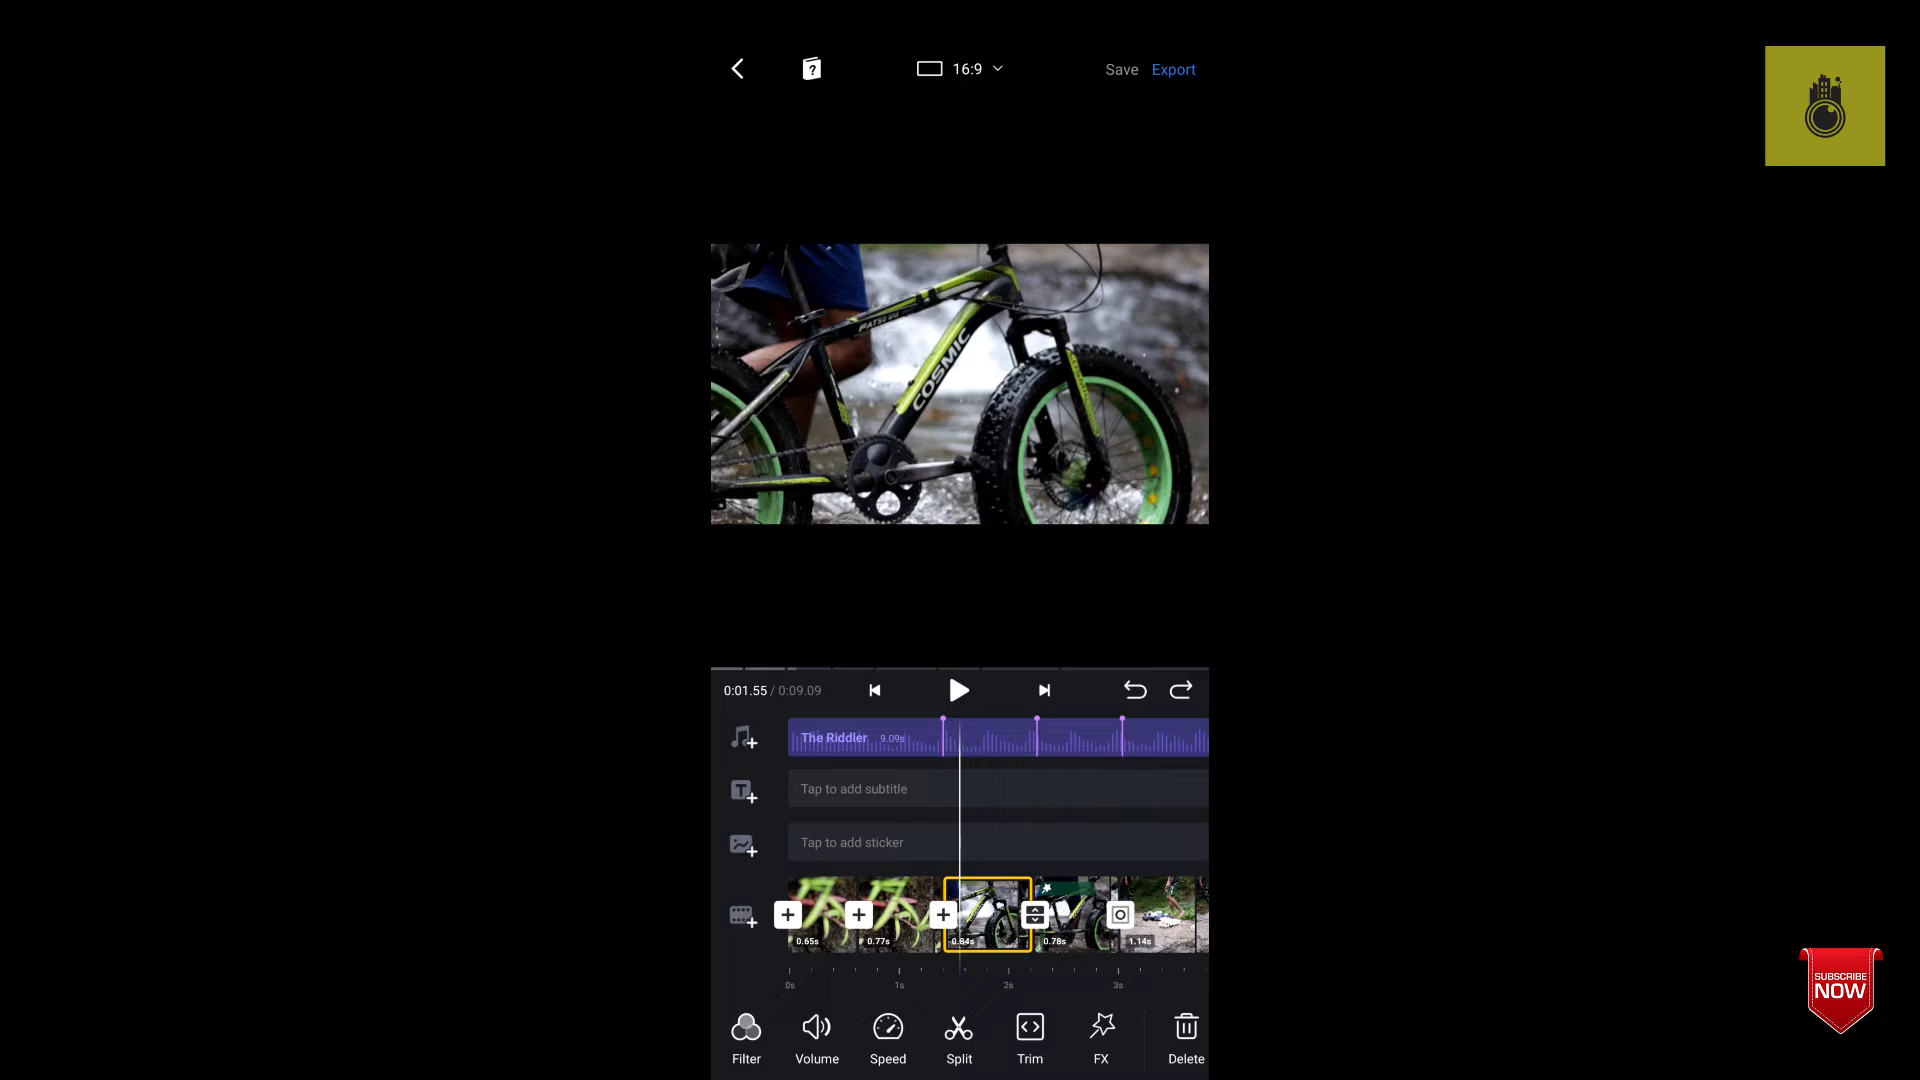 ?
16:9
Save
Export
FATSO 20
COSMIC
0:01.55 / 0:09.09
The Riddler 9.09s
Tap to add subtitle
Tap to add sticker
0.65s
0.77s
0.84s
0.78s
1.14s
0s
1s
2s
3s
Filter
Volume
Speed
Split
Trim
FX
Delete
SUBSCRIBE
NOW